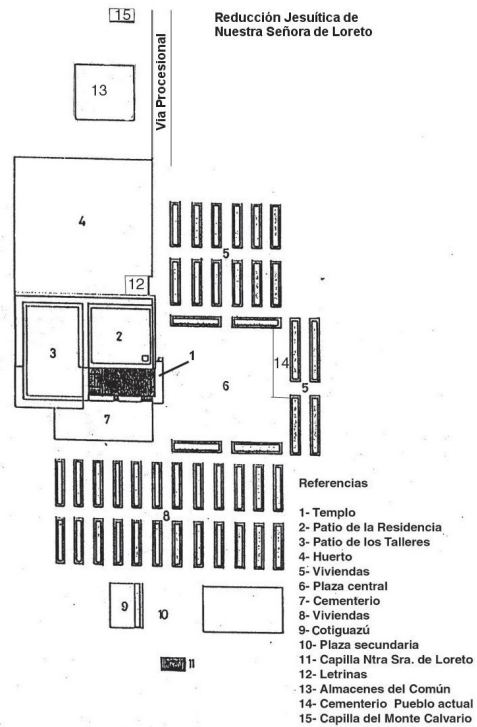 15
Reducción Jesuítica de
Nuestra Señora de Loreto
13
Via Procesional
4
5
12
2
3
1
14
6
5
7
8
9
10
11
Referencias
1- Templo
2- Patio de la Residencia
3- Patio de los Talleres
4- Huerto
5- Viviendas
6- Plaza central
7- Cementerio
8- Viviendas
9- Cotiguazú
10- Plaza secundaria
11- Capilla Ntra Sra. de Loreto
12- Letrinas
13- Almacenes del Común
14- Cementerio Pueblo actual
15- Capilla del Monte Calvario